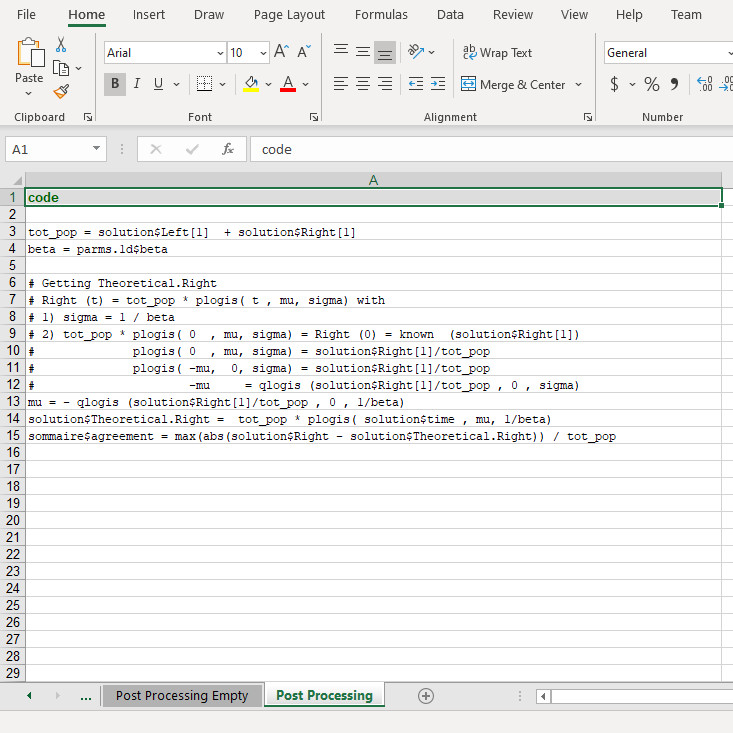 File Home Insert Draw Page Layout Formulas Data Review View Help Team
Paste
Arial 10
B I U A
A^ A
ab Wrap Text
Merge & Center
General
$ % , .00
Clipboard Font Alignment Number
A1 fx code
A
1 code
2
3 tot_pop = solution$Left[1]  + solution$Right[1]
4 beta = parms.1d$beta
5
6 # Getting Theoretical.Right
7 # Right (t) = tot_pop * plogis( t , mu, sigma) with
8 # 1) sigma = 1 / beta
9 # 2) tot_pop * plogis( 0  , mu, sigma) = Right (0) = known  (solution$Right[1])
10 #              plogis( 0  , mu, sigma) = solution$Right[1]/tot_pop
11 #              plogis( -mu,  0, sigma) = solution$Right[1]/tot_pop
12 #                      -mu     = qlogis (solution$Right[1]/tot_pop , 0 , sigma)
13 mu = - qlogis (solution$Right[1]/tot_pop , 0 , 1/beta)
14 solution$Theoretical.Right =  tot_pop * plogis( solution$time , mu, 1/beta)
15 sommaire$agreement = max(abs(solution$Right - solution$Theoretical.Right)) / tot_pop
16
17
18
19
20
21
22
23
24
25
26
27
28
29
... Post Processing Empty Post Processing